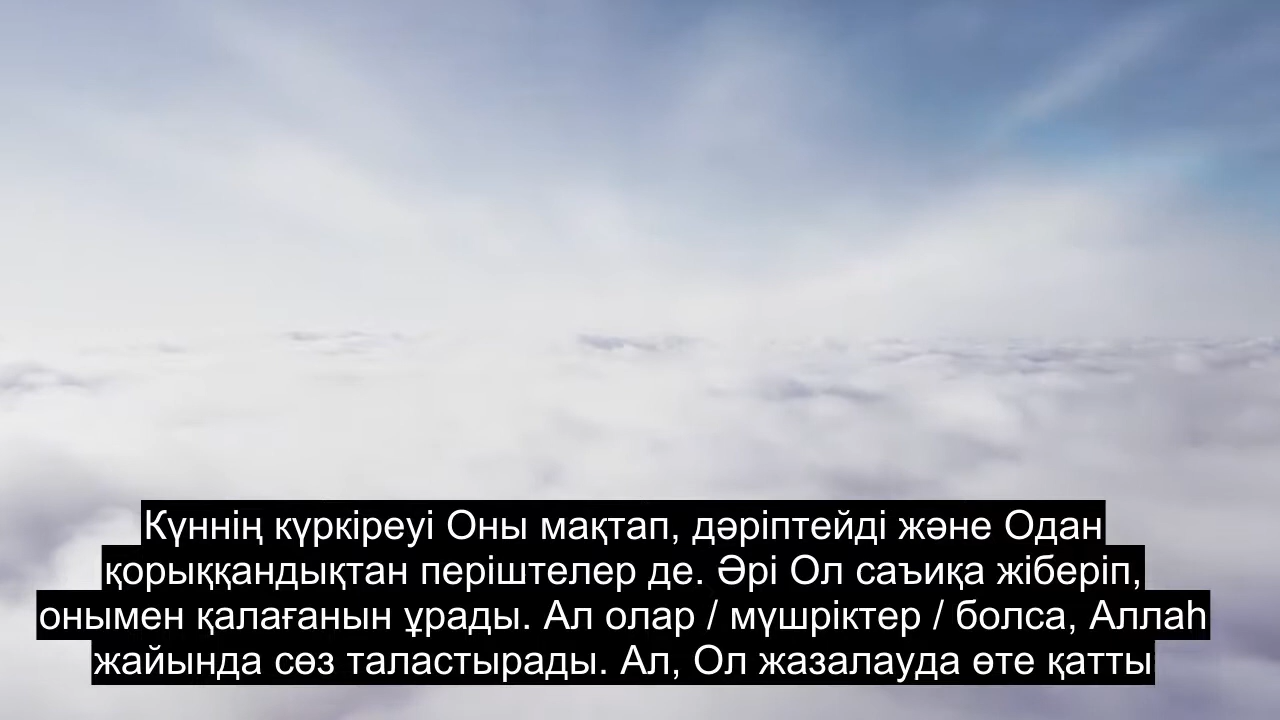 Күннің күркіреуі Оны мақтап, дәріптейді және Одан
қорыққандықтан періштелер де. Әрі Ол саъиқа жіберіп,
онымен қалағанын ұрады. Ал олар / мүшріктер / болса, Аллаһ
жайында сөз таластырады. Ал, Ол жазалауда өте қатты